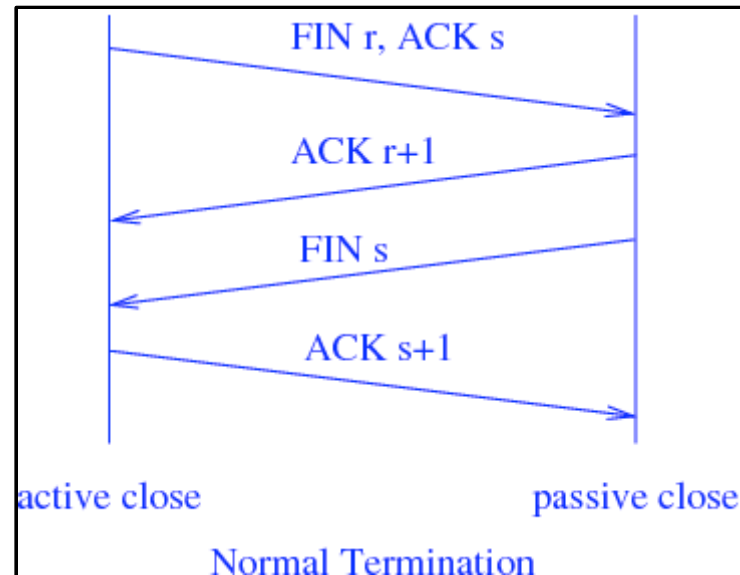 FIN r, ACK s
ACK r+1
FIN s
ACK s+1
active close
passive close
Normal Termination